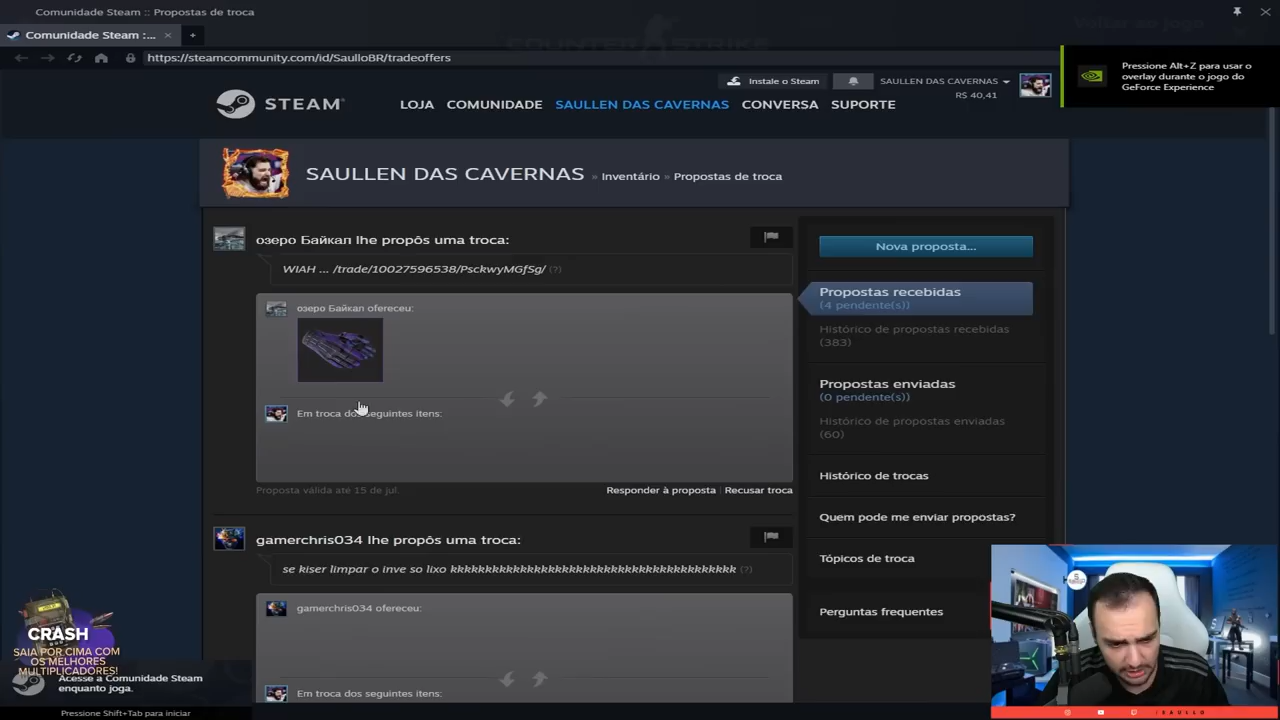 Comunidade Steam :: Propostas de troca
Comunidade Steam :...
https://steamcommunity.com/id/SaulloBR/tradeoffers
Voltar ao jogo
COUNTER STRIKE
Pressione Alt+Z para usar o
overlay durante o jogo do
GeForce Experience
Instale o Steam
SAULLEN DAS CAVERNAS
R$ 40,41
STEAM
LOJA COMUNIDADE SAULLEN DAS CAVERNAS CONVERSA SUPORTE
SAULLEN DAS CAVERNAS » Inventário » Propostas de troca
озеро Байкал lhe propôs uma troca:
WIAH ... /trade/10027596538/PsckwyMGfSg/ (?)
озеро Байкал ofereceu:
Em troca dos seguintes itens:
Proposta válida até 15 de jul.
Responder à proposta | Recusar troca
gamerchris034 lhe propôs uma troca:
se kiser limpar o inve so lixo kkkkkkkkkkkkkkkkkkkkkkkkkkkkkkkkkkkkkkkkk (?)
gamerchris034 ofereceu:
Em troca dos seguintes itens:
Nova proposta...
Propostas recebidas
(4 pendente(s))
Histórico de propostas recebidas
(383)
Propostas enviadas
(0 pendente(s))
Histórico de propostas enviadas
(60)
Histórico de trocas
Quem pode me enviar propostas?
Tópicos de troca
Perguntas frequentes
CRASH
SAIA POR CIMA COM
OS MELHORES
MULTIPLICADORES!
Acesse a Comunidade Steam
enquanto joga.
Pressione Shift+Tab para iniciar
/SAULLO